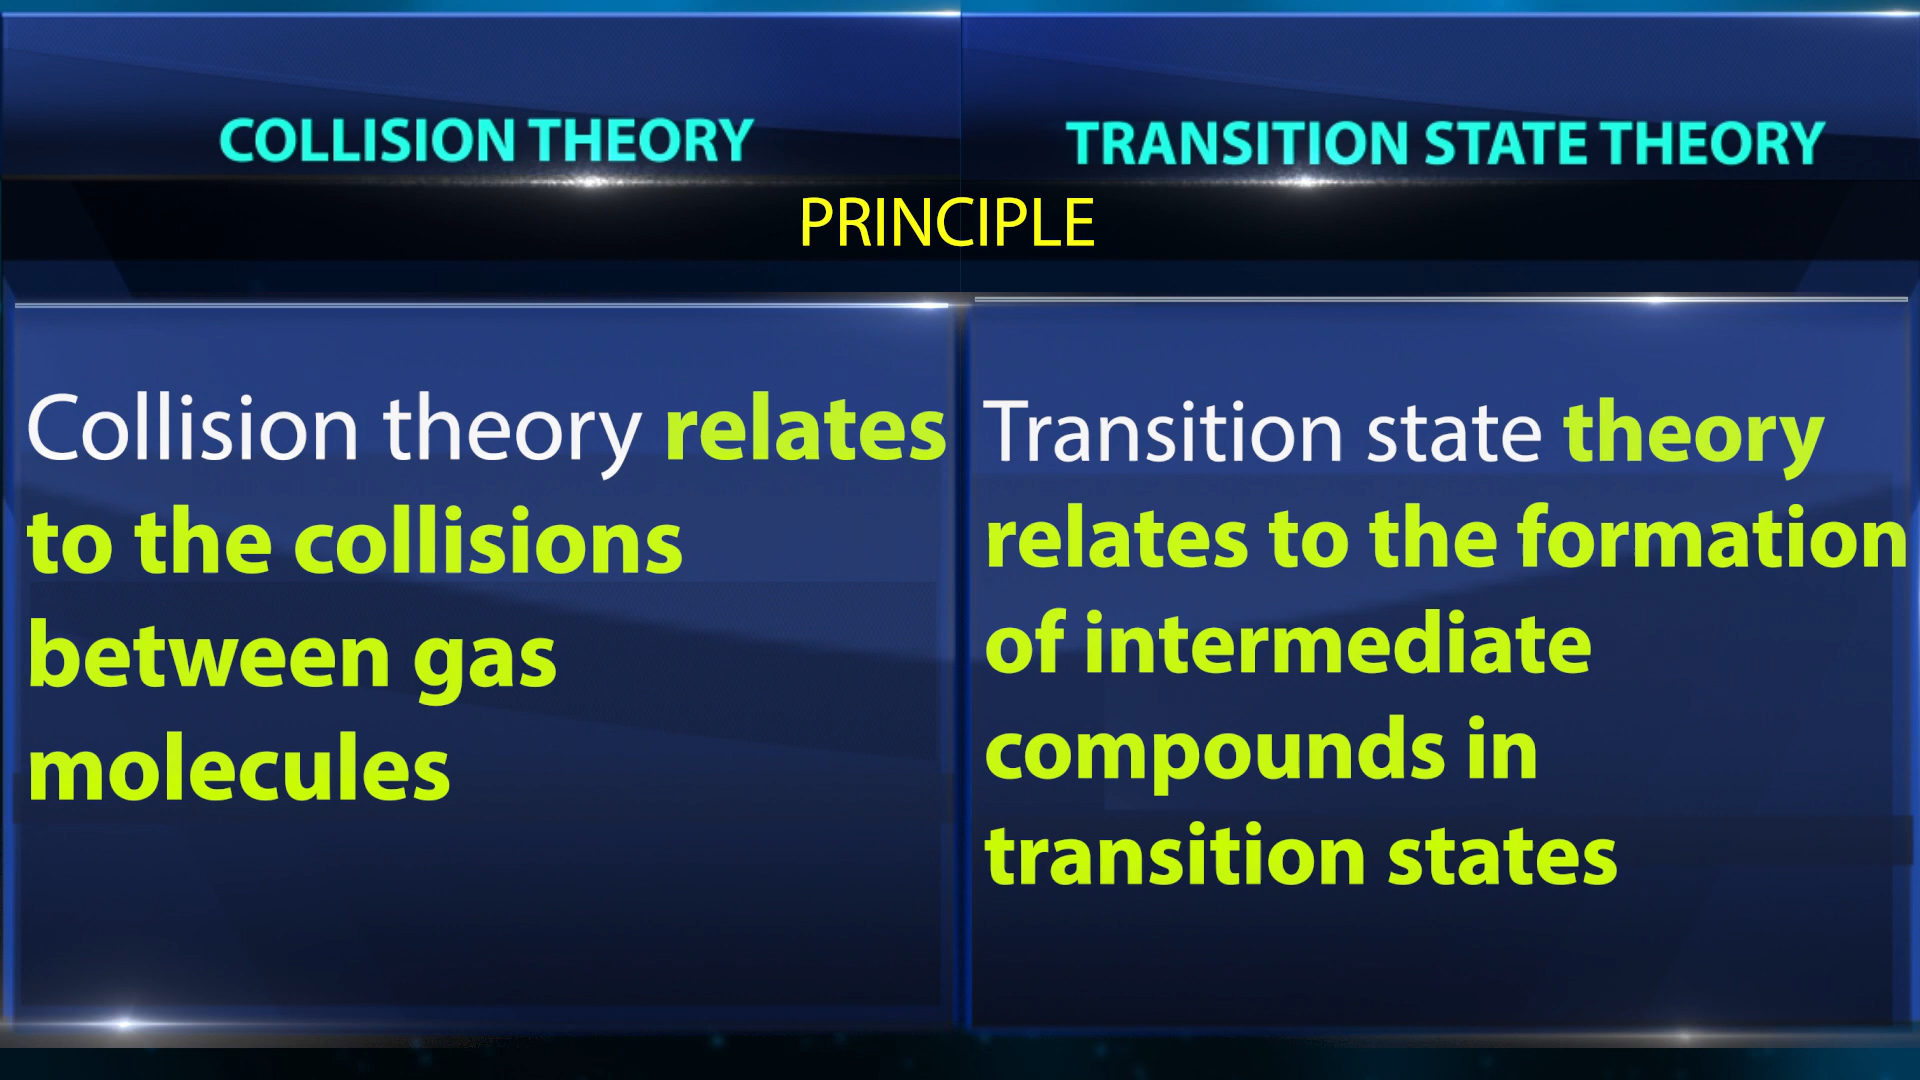 COLLISION THEORY
TRANSITION STATE THEORY
PRINCIPLE
Collision theory relates
to the collisions
between gas
molecules
Transition state theory
relates to the formation
of intermediate
compounds in
transition states